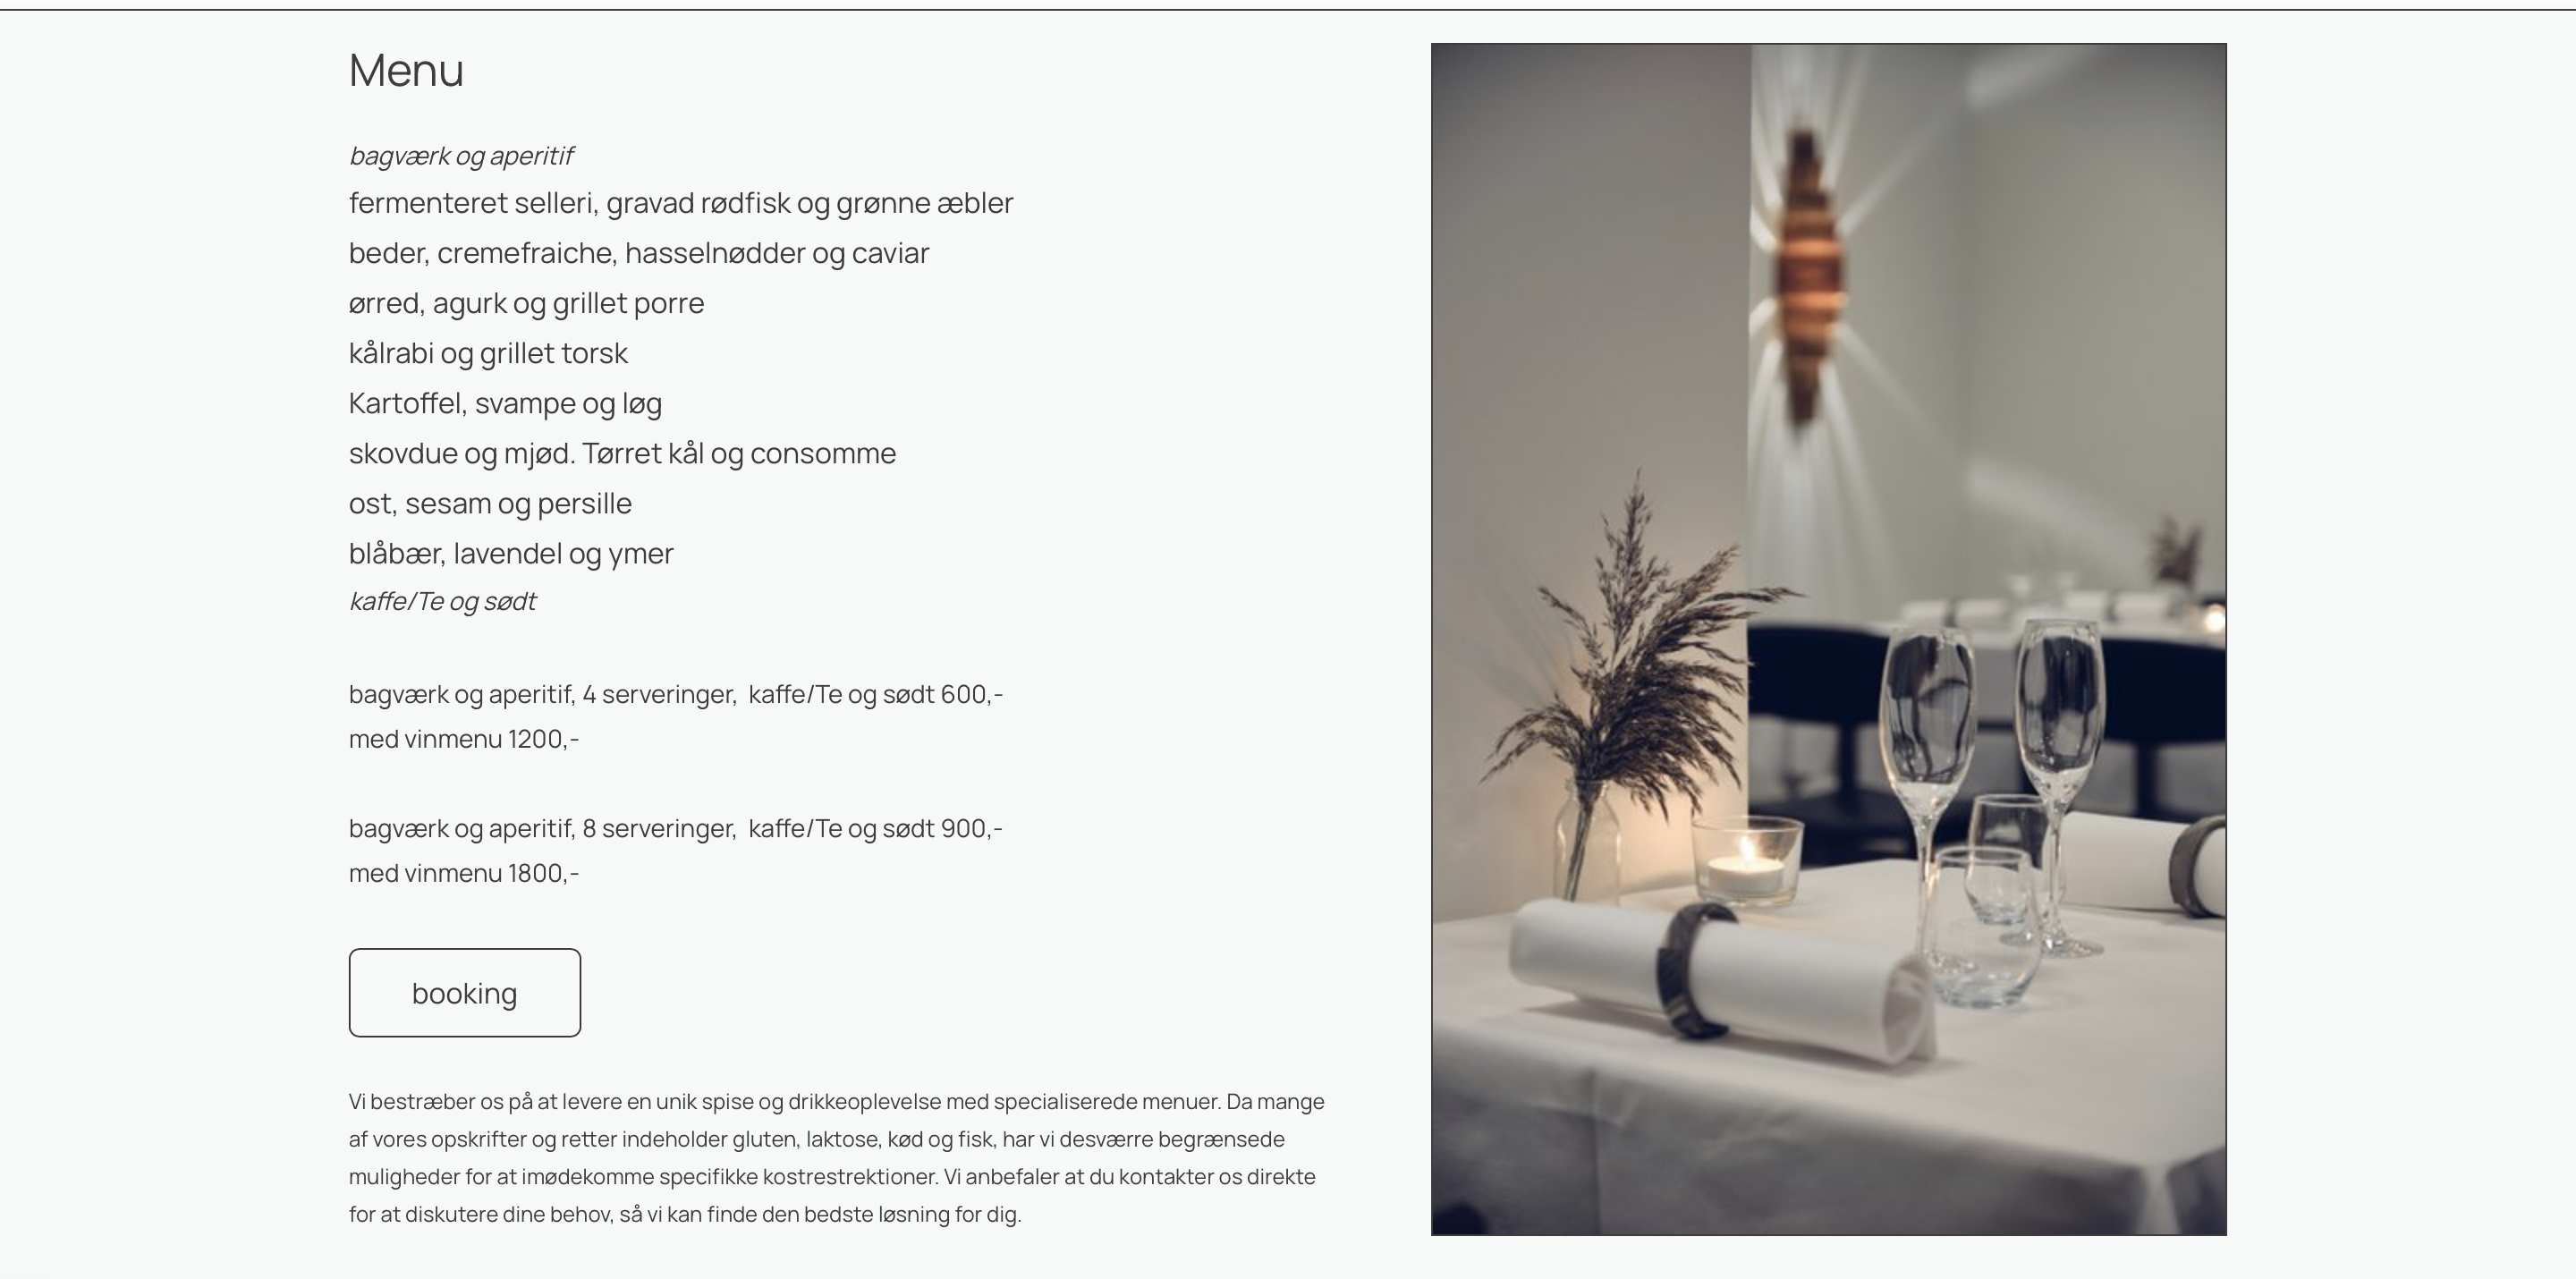 Menu
bagværk og aperitif
fermenteret selleri, gravad rødfisk og grønne æbler
beder, cremefraiche, hasselnødder og caviar
ørred, agurk og grillet porre
kålrabi og grillet torsk
Kartoffel, svampe og løg
skovdue og mjød. Tørret kål og consomme
ost, sesam og persille
blåbær, lavendel og ymer
kaffe/Te og sødt
bagværk og aperitif, 4 serveringer,  kaffe/Te og sødt 600,-
med vinmenu 1200,-
bagværk og aperitif, 8 serveringer,  kaffe/Te og sødt 900,-
med vinmenu 1800,-
booking
Vi bestræber os på at levere en unik spise og drikkeoplevelse med specialiserede menuer. Da mange
af vores opskrifter og retter indeholder gluten, laktose, kød og fisk, har vi desværre begrænsede
muligheder for at imødekomme specifikke kostrestrektioner. Vi anbefaler at du kontakter os direkte
for at diskutere dine behov, så vi kan finde den bedste løsning for dig.